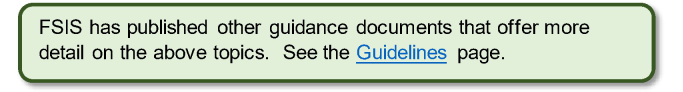 FSIS has published other guidance documents that offer more
detail on the above topics. See the Guidelines page.